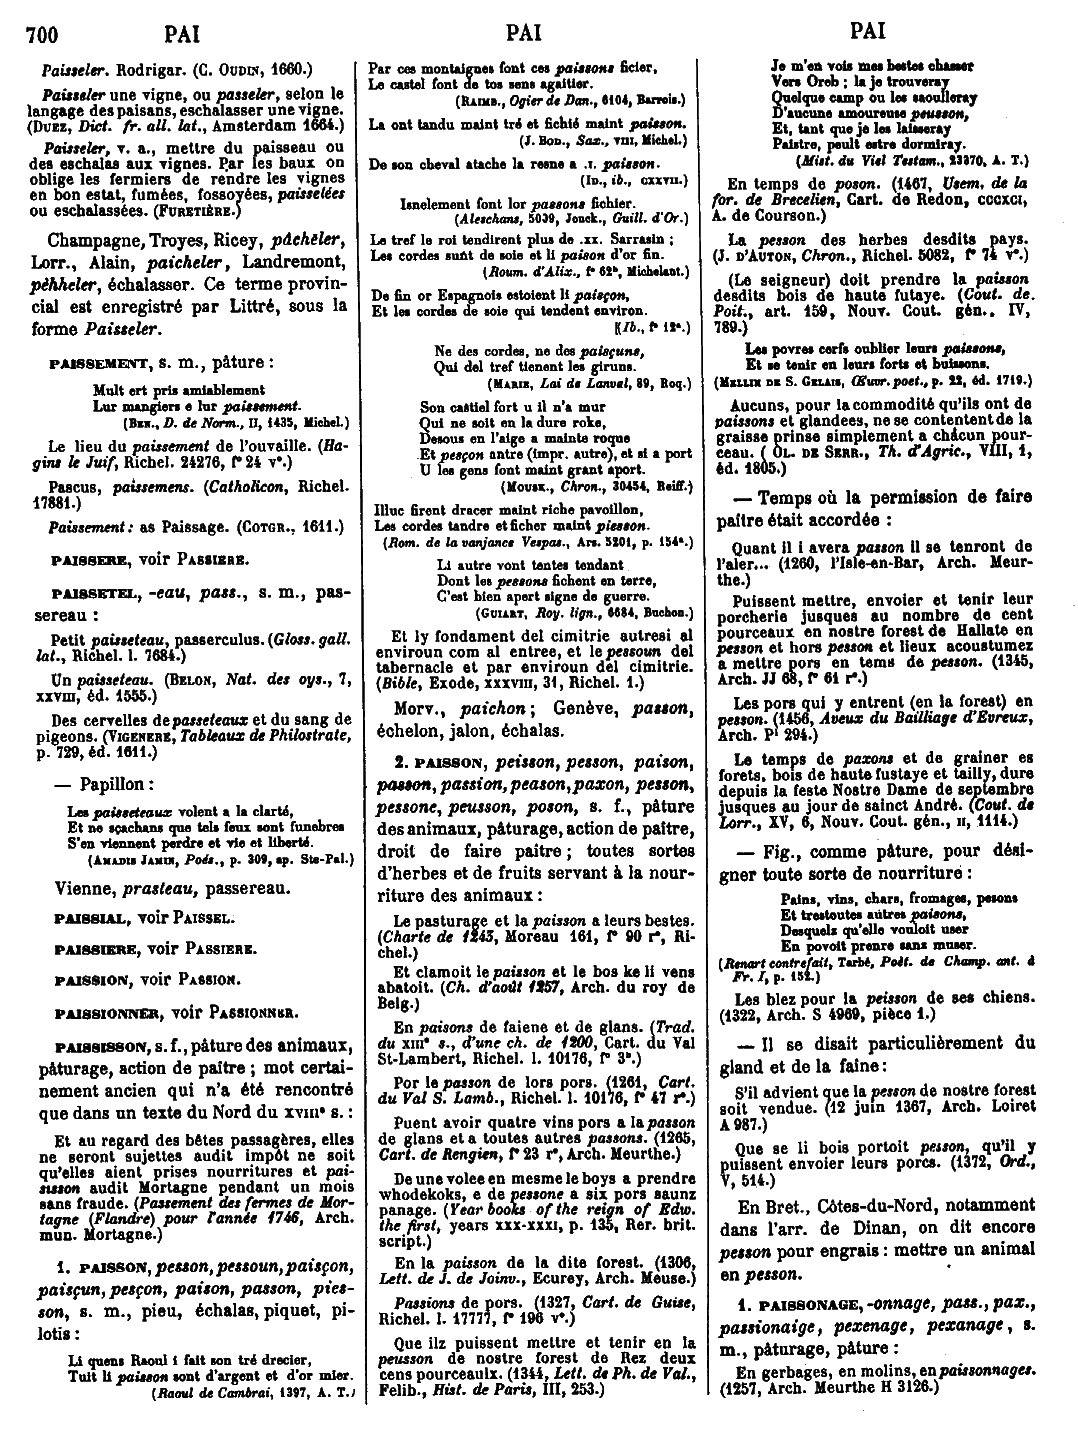 700 PAI PAI PAI
Paisseler. Rodrigar. (C. OUDIN, 1660.)
Paisseler une vigne, ou passeler, selon le
langage des paisans, eschalasser une vigne.
(DUEZ, Dict. fr. all. lat., Amsterdam 1664.)
Paisseler, v. a., mettre du paisseau ou
des eschalas aux vignes. Par les baux on
oblige les fermiers de rendre les vignes
en bon estat, fumées, fossoyées, paisselées
ou eschalassées. (FURETIÈRE.)
Champagne, Troyes, Ricey, pâchèler,
Lorr., Alain, paicheler, Landremont,
pèhheler, échalasser. Ce terme provin-
cial est enregistré par Littré, sous la
forme Paisseler.
PAISSEMENT, s. m., pâture :
Mult ert pris amiablement
Lur mangiers e lur paissement.
(BEN., D. de Norm., II, 1435, Michel.)
Le lieu du paissement de l'ouvaille. (Ha-
gins le Juif, Richel. 24276, f° 24 v°.)
Pascus, paissemens. (Catholicon, Richel.
17881.)
Paissement : as Paissage. (COTGR., 1611.)
PAISSERE, voir PASSIERE.
PAISSETEL, -eau, pass., s. m., pas-
sereau :
Petit paisseteau, passerculus. (Gloss. gall.
lat., Richel. l. 7684.)
Un paisseteau. (BELON, Nat. des oys., 7,
XXVIII, éd. 1555.)
Des cervelles de passeteaux et du sang de
pigeons. (VIGENERE, Tableaux de Philostrate,
p. 729, éd. 1611.)
— Papillon :
Les paisseteaux volent a la clarté,
Et ne sçachans que tels feux sont funebres
S'en viennent perdre et vie et liberté.
(AMADIS JAMIN, Poés., p. 309, ap. Ste-Pal.)
Vienne, prasteau, passereau.
PAISSIAL, voir PAISSEL.
PAISSIERE, voir PASSIERE.
PAISSION, voir PASSION.
PAISSIONNER, voir PASSIONNER.
PAISSISSON, s. f., pâture des animaux,
pâturage, action de paître ; mot certai-
nement ancien qui n'a été rencontré
que dans un texte du Nord du XVIII° s. :
Et au regard des bêtes passagères, elles
ne seront sujettes audit impôt ne soit
qu'elles aient prises nourritures et pai-
sisson audit Mortagne pendant un mois
sans fraude. (Passement des fermes de Mor-
tagne (Flandre) pour l'année 1746, Arch.
mun. Mortagne.)
1. PAISSON, pesson, pessoun, paisçon,
paisçun, pesçon, paison, passon, pies-
son, s. m., pieu, échalas, piquet, pi-
lotis :
Li quens Raoul i fait son tré drecier,
Tuit li paisson sont d'argent et d'or mier.
(Raoul de Cambrai, 1397, A. T.)
Par ces montaignes font ces paissons ficier,
Le castel font de tos sens agaitier.
(RAIMB., Ogier de Dan., 6104, Barrois.)
La ont tandu maint tré et fichié maint paisson.
(J. BOD., Sax., VIII, Michel.)
De son cheval atache la resne a .I. paisson.
(ID., ib., CXXVII.)
Isnelement font lor passons fichier.
(Aleschans, 5039, Jonck., Guill. d'Or.)
Le tref le roi tendirent plus de .xx. Sarrasin ;
Les cordes sunt de soie et li paison d'or fin.
(Roum. d'Alix., f° 62b, Michelant.)
De fin or Espagnois estoient li paisçon,
Et les cordes de soie qui tendent environ.
[(Ib., f° 12a.)
Ne des cordes, ne des paisçuns,
Qui del tref tienent les giruns.
(MARIE, Lai de Lanval, 89, Roq.)
Son castiel fort u il n'a mur
Qui ne soit en la dure roke,
Desous en l'aige a mainte roque
Et pesçon antre (impr. autre), et si a port
U les gens font maint grant aport.
(MOUSK., Chron., 30454, Reiff.)
Illuc firent dracer maint riche pavoillon,
Les cordes tandre et ficher maint piesson.
(Rom. de la vanjance Vespas., Ars. 5201, p. 154a.)
Li autre vont tentes tendant
Dont les pessons fichent en terre,
C'est bien apert signe de guerre.
(GUIART, Roy. lign., 6684, Buchon.)
Et ly fondament del cimitrie autresi al
environ com al entree, et le pessoun del
tabernacle et par environ del cimitrie.
(Bible, Exode, XXXVIII, 31, Richel. 1.)
Morv., paichon ; Genève, passon,
échelon, jalon, échalas.
2. PAISSON, peisson, pesson, paison,
passon, passion, peason, paxon, pesson,
pessone, peusson, poson, s. f., pâture
des animaux, pâturage, action de paître,
droit de faire paître ; toutes sortes
d'herbes et de fruits servant à la nour-
riture des animaux :
Le pasturage et la paisson a leurs bestes.
(Charte de 1243, Moreau 161, f° 90 r°, Ri-
chel.)
Et clamoit le paisson et le bos ke li vens
abatoit. (Ch. d'août 1257, Arch. du roy de
Belg.)
En paisons de faiene et de glans. (Trad.
du XIII° s., d'une ch. de 1200, Cart. du Val
St-Lambert, Richel. l. 10176, f° 3b.)
Por le passon de lors pors. (1261, Cart.
du Val S. Lamb., Richel. l. 10176, f° 47 r°.)
Puent avoir quatre vins pors a la passon
de glans et a toutes autres passons. (1265,
Cart. de Rengien, f° 23 r°, Arch. Meurthe.)
De une volee en mesme le boys a prendre
whodekoks, e de pessone a six pors saunz
panage. (Year books of the reign of Edw.
the first, years XXX-XXXI, p. 135, Rer. brit.
script.)
En la paisson de la dite forest. (1306,
Lett. de J. de Joinv., Ecurey, Arch. Meuse.)
Passions de pors. (1327, Cart. de Guise,
Richel. l. 17777, f° 196 v°.)
Que ilz puissent mettre et tenir en la
peusson de nostre forest de Rez deux
cens pourceaulx. (1344, Lett. de Ph. de Val.,
Felib., Hist. de Paris, III, 253.)
Je m'en vois mes bestes chasser
Vers Oreb ; la je trouveray
Quelque camp ou les saoulleray
D'aucune amoureuse peusson,
Et, tant que je les laisseray
Paistre, peult estre dormiray.
(Mist. du Viel Testam., 23370, A. T.)
En temps de poson. (1467, Usem. de la
for. de Brecelien, Cart. de Redon, CCCXCI,
A. de Courson.)
La pesson des herbes desdits pays.
(J. D'AUTON, Chron., Richel. 5082, f° 74 v°.)
(Le seigneur) doit prendre la paisson
desdits bois de haute futaye. (Cout. de.
Poit., art. 159, Nouv. Cout. gén., IV,
789.)
Les povres cerfs oublier leurs paissons,
Et se tenir en leurs forts et buissons.
(MELLIN DE S. GELAIS, Œuvr. poet., p. 22, éd. 1719.)
Aucuns, pour la commodité qu'ils ont de
paissons et glandees, ne se contentent de la
graisse prinse simplement a chacun pour-
ceau. ( OL. DE SERR., Th. d'Agric., VIII, 1,
éd. 1805.)
— Temps où la permission de faire
paître était accordée :
Quant il i avera passon il se tenront de
l'aler... (1260, l'Isle-en-Bar, Arch. Meur-
the.)
Puissent mettre, envoier et tenir leur
porcherie jusques au nombre de cent
pourceaux en nostre forest de Hallate en
pesson et hors pesson et lieux acoustumez
a mettre pors en tems de pesson. (1345,
Arch. JJ 68, f° 61 r°.)
Les pors qui y entrent (en la forest) en
pesson. (1456, Aveux du Bailliage d'Evreux,
Arch. P¹ 294.)
Le temps de paxons et de grainer es
forets, bois de haute fustaye et tailly, dure
depuis la feste Nostre Dame de septembre
jusques au jour de sainct André. (Cout. de
Lorr., XV, 6, Nouv. Cout. gén., II, 1114.)
— Fig., comme pâture, pour dési-
gner toute sorte de nourriture :
Pains, vins, chars, fromages, pesons
Et trestoutes autres paisons,
Desquels qu'elle vouloit user
En povoit prenre sans muser.
(Renart contrefait, Tarbé, Poët. de Champ. ant. à
Fr. I, p. 152.)
Les blez pour la peisson de ses chiens.
(1322, Arch. S 4969, pièce 1.)
— Il se disait particulièrement du
gland et de la faine :
S'il advient que la pesson de nostre forest
soit vendue. (12 juin 1367, Arch. Loiret
A 987.)
Que se li bois portoit pesson, qu'il y
puissent envoier leurs porcs. (1372, Ord.,
V, 514.)
En Bret., Côtes-du-Nord, notamment
dans l'arr. de Dinan, on dit encore
pesson pour engrais : mettre un animal
en pesson.
1. PAISSONAGE, -onnage, pass., pax.,
passionaige, pexenage, pexanage, s.
m., pâturage, pâture :
En gerbages, en molins, en paissonnages.
(1257, Arch. Meurthe H 3126.)